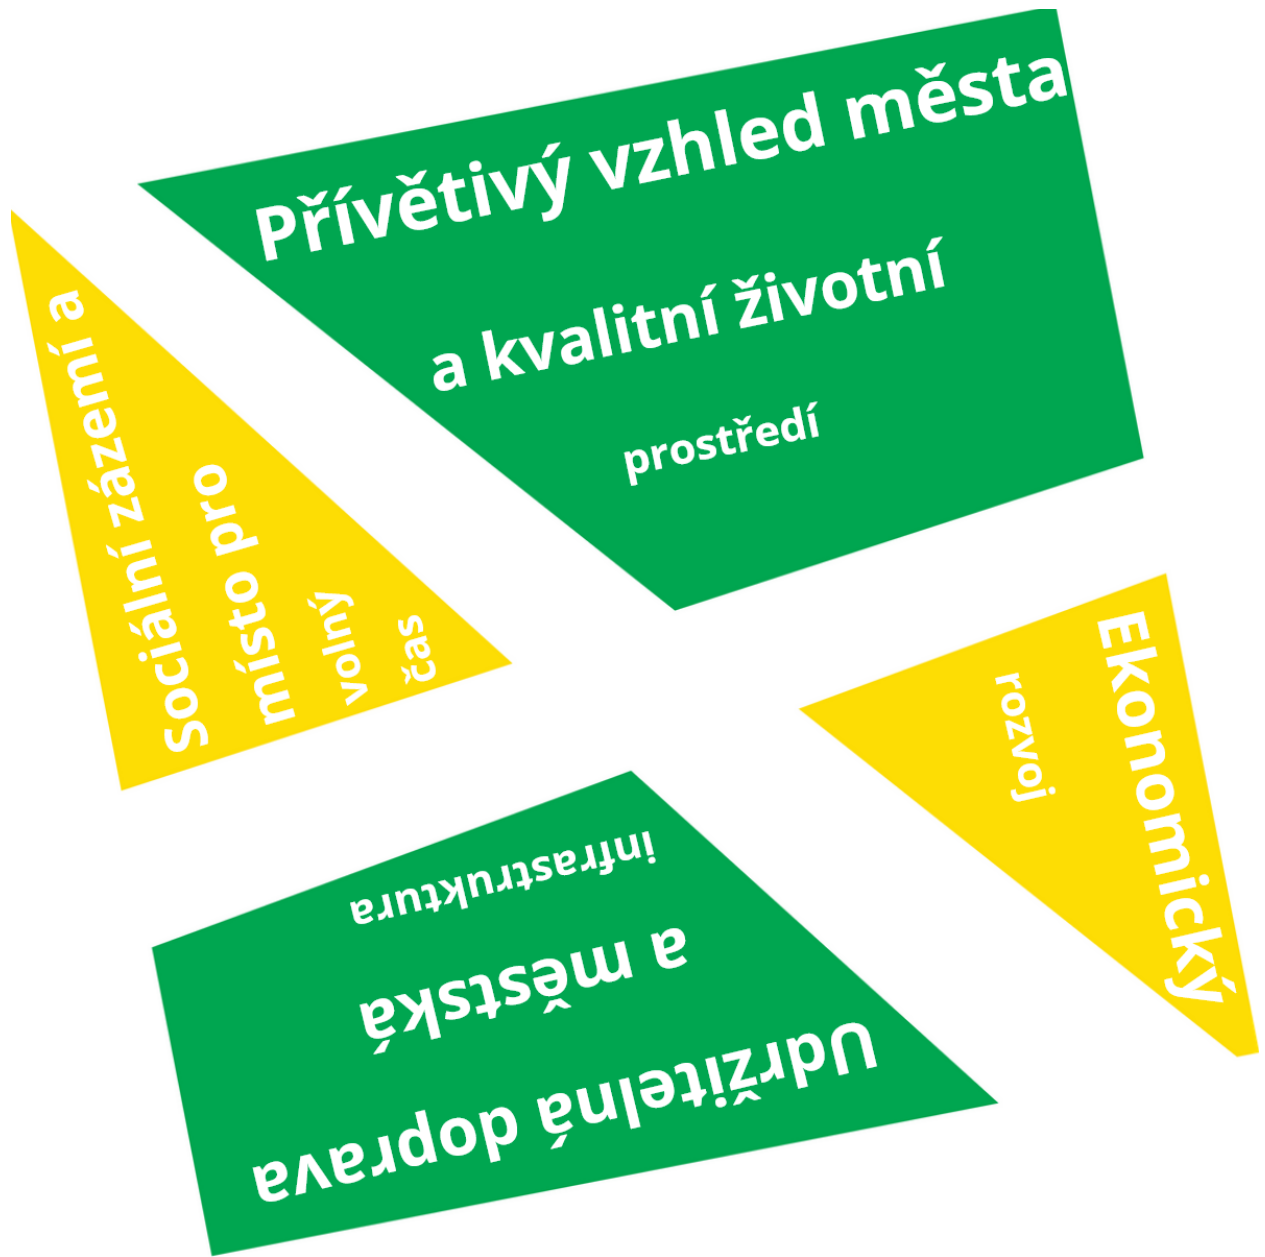 Přívětivý vzhled města
a kvalitní životní
prostředí
Sociální zázemí a
místo pro
volný
čas
Ekonomický
rozvoj
Udržitelná doprava
a městská
infrastruktura